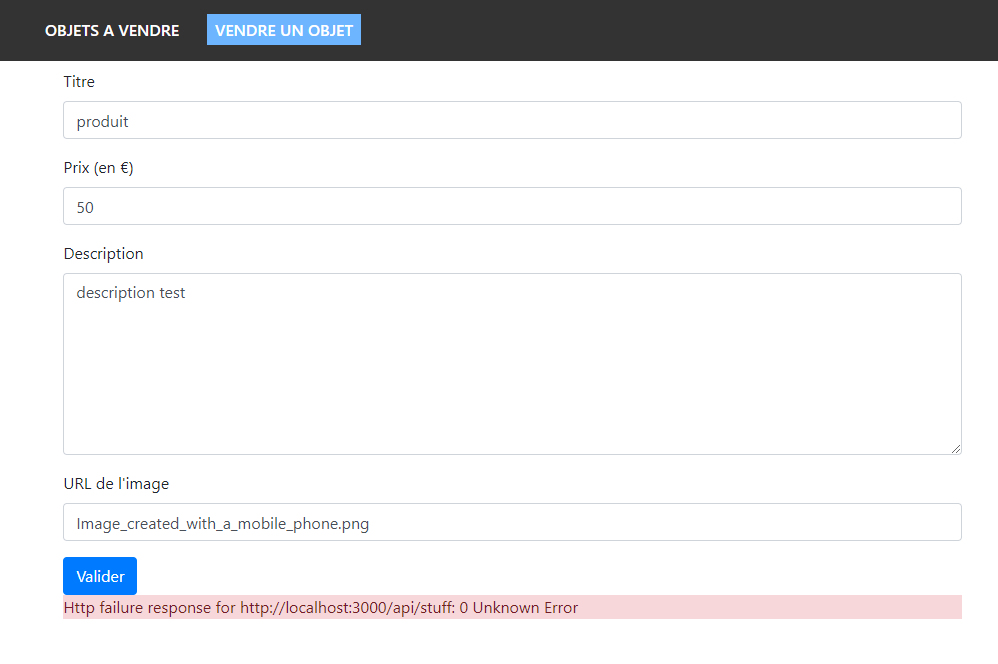 OBJETS A VENDRE VENDRE UN OBJET
Titre
produit
Prix (en €)
50
Description
description test
URL de l'image
Image_created_with_a_mobile_phone.png
Valider
Http failure response for http://localhost:3000/api/stuff: 0 Unknown Error